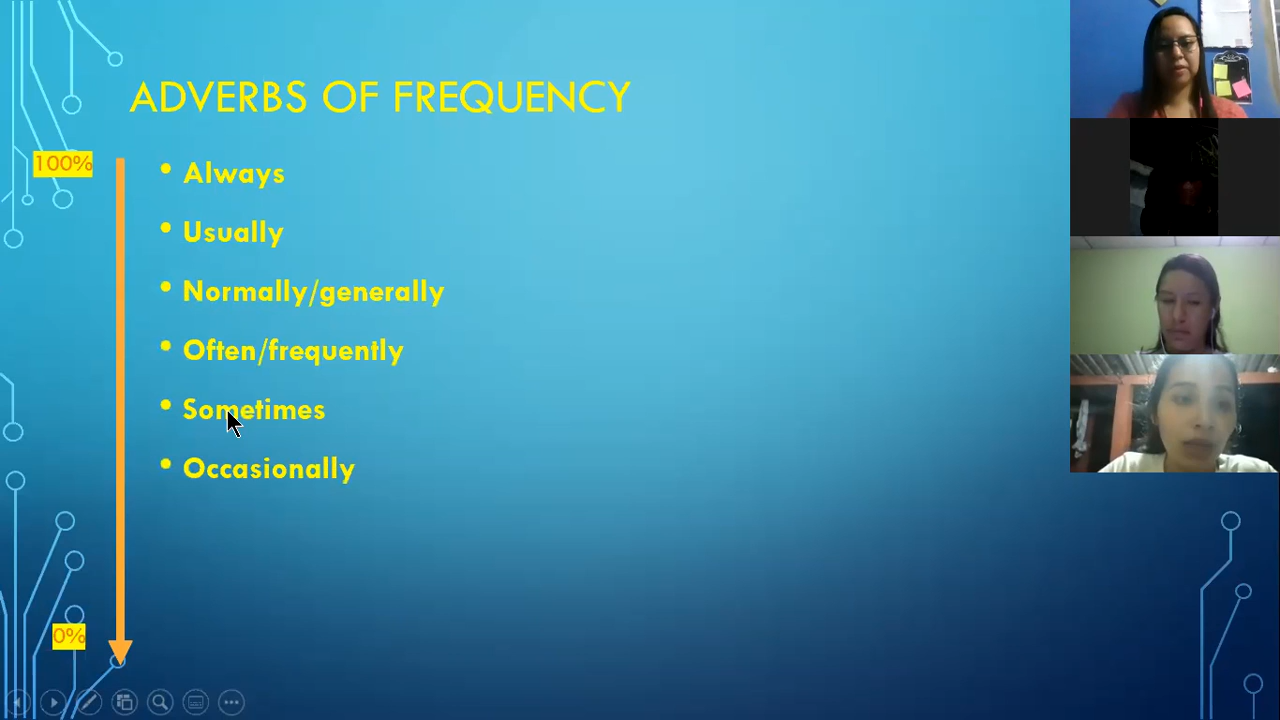 ADVERBS OF FREQUENCY
100%
• Always
• Usually
• Normally/generally
• Often/frequently
• Sometimes
• Occasionally
0%